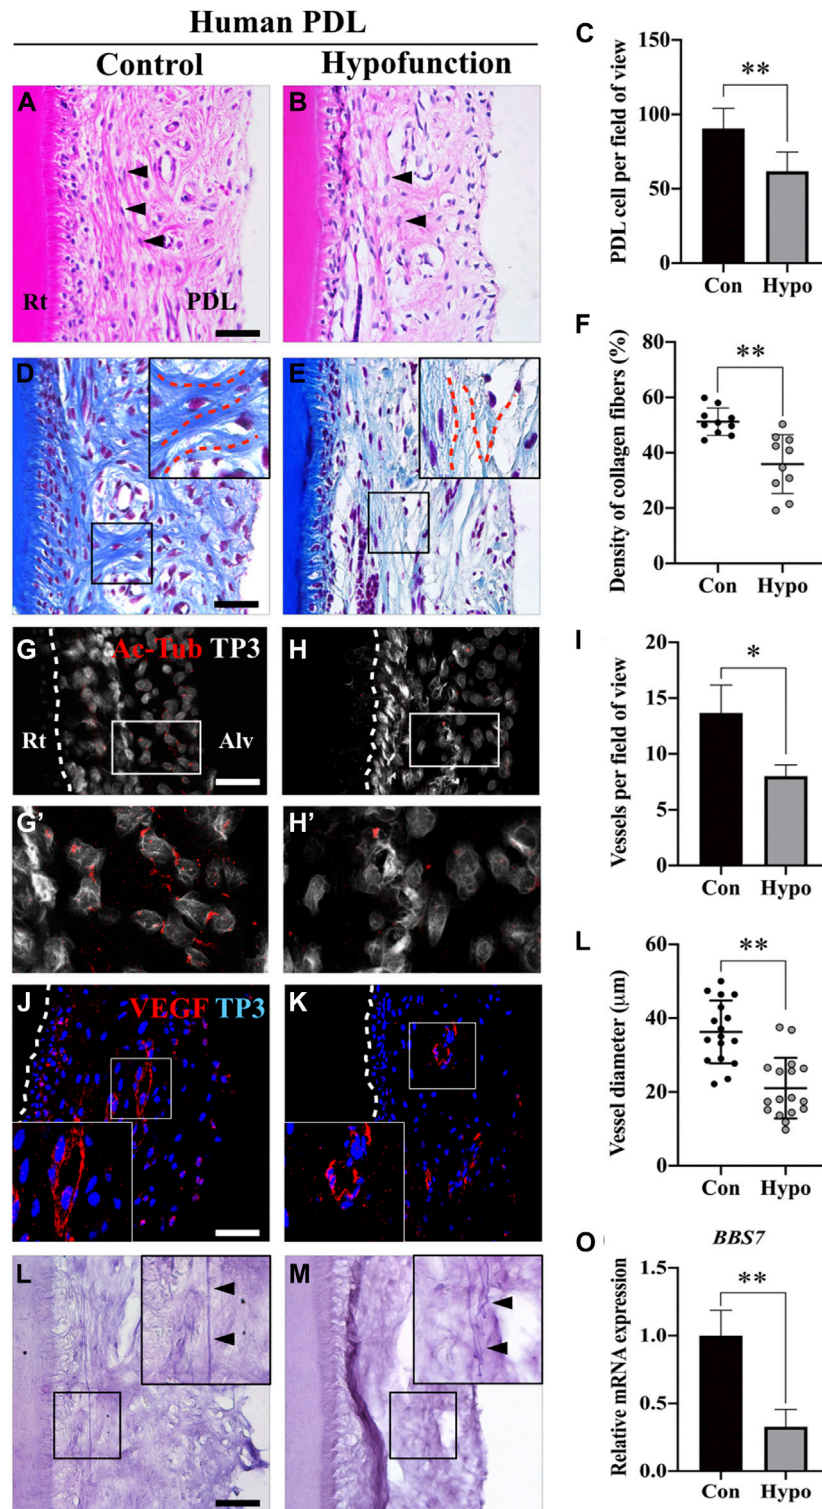 Human PDL
Control
Hypofunction
A
Rt
PDL
B
C
PDL cell per field of view
150
100
50
0
**
Con
Hypo
D
E
F
Density of collagen fibers (%)
80
60
40
20
0
**
Con
Hypo
G
Ac-Tub TP3
Rt
Alv
H
G’
H’
I
Vessels per field of view
20
15
10
5
0
*
Con
Hypo
J
VEGF TP3
K
L
Vessel diameter (μm)
60
40
20
0
**
Con
Hypo
L
M
O
BBS7
Relative mRNA expression
1.5
1.0
0.5
0.0
**
Con
Hypo